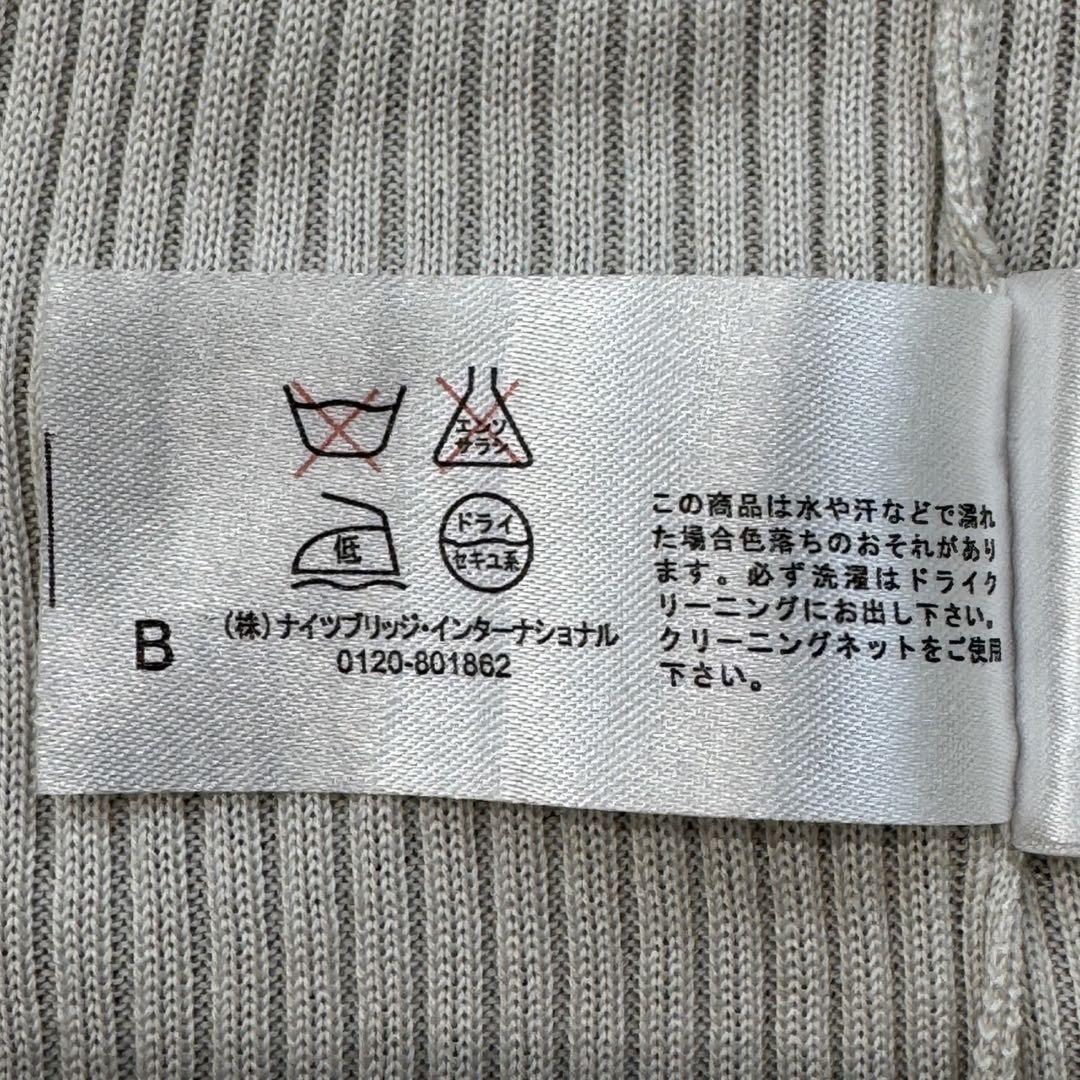 エンソ
サラシ
低
ドライ
セキユ系
B
(株)ナイツブリッジ・インターナショナル
0120-801862
この商品は水や汗などで濡れ
た場合色落ちのおそれがあり
ます。必ず洗濯はドライク
リーニングにお出し下さい。
クリーニングネットをご使用
下さい。